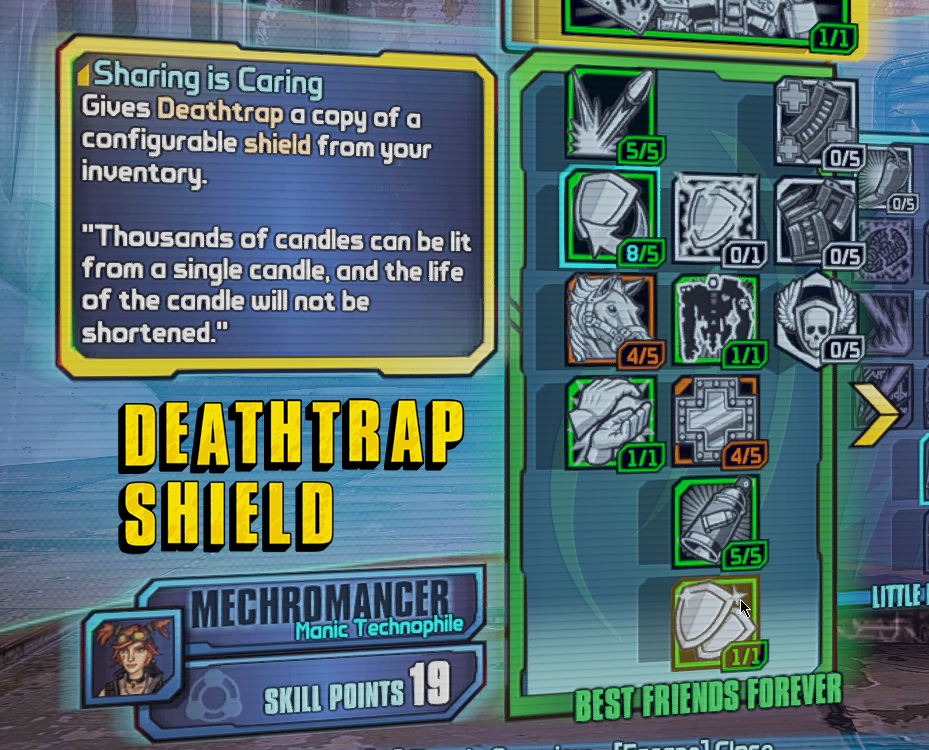 1/1
Sharing is Caring
Gives Deathtrap a copy of a
configurable shield from your
inventory.
"Thousands of candles can be lit
from a single candle, and the life
of the candle will not be
shortened."
5/5
0/5
0/5
8/5
0/1
0/5
4/5
1/1
0/5
1/1
4/5
5/5
1/1
DEATHTRAP
SHIELD
MECHROMANCER
Manic Technophile
SKILL POINTS 19
BEST FRIENDS FOREVER
LITTLE
[Escape] Close